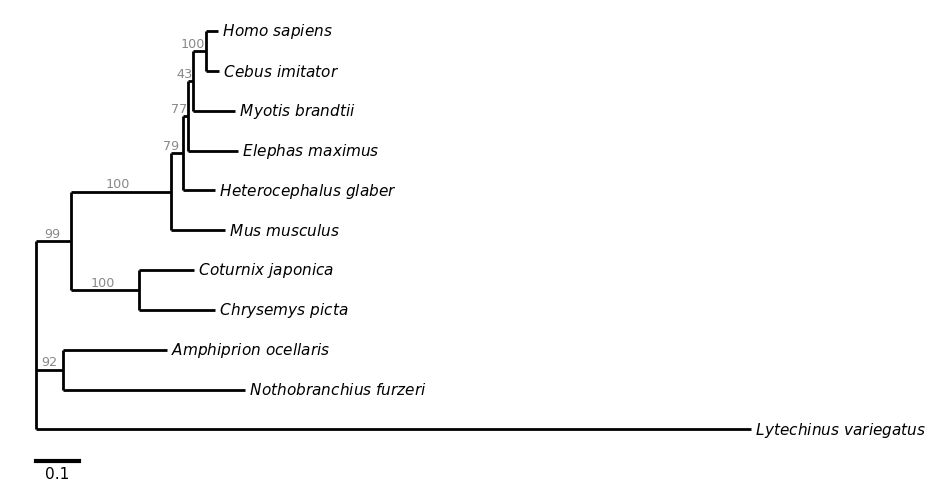 Homo sapiens
100
Cebus imitator
43
Myotis brandtii
77
Elephas maximus
79
Heterocephalus glaber
100
Mus musculus
99
Coturnix japonica
100
Chrysemys picta
Amphiprion ocellaris
92
Nothobranchius furzeri
Lytechinus variegatus
0.1